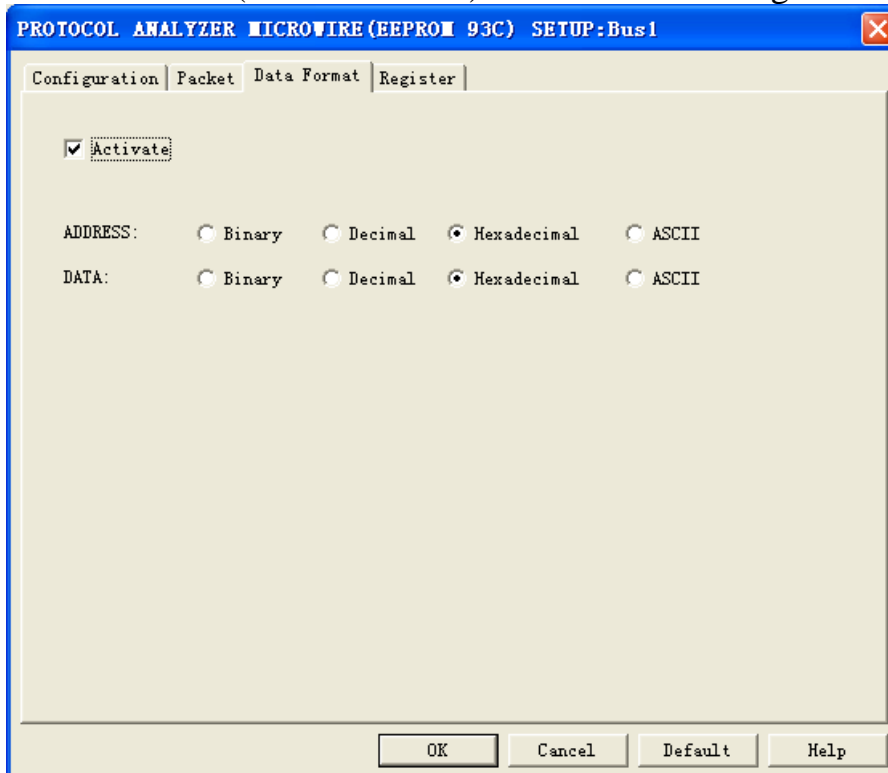 PROTOCOL ANALYZER MICROWIRE(EEPROM 93C) SETUP:Bus1
Configuration Packet Data Format Register
Activate
ADDRESS: Binary Decimal Hexadecimal ASCII
DATA: Binary Decimal Hexadecimal ASCII
OK Cancel Default Help